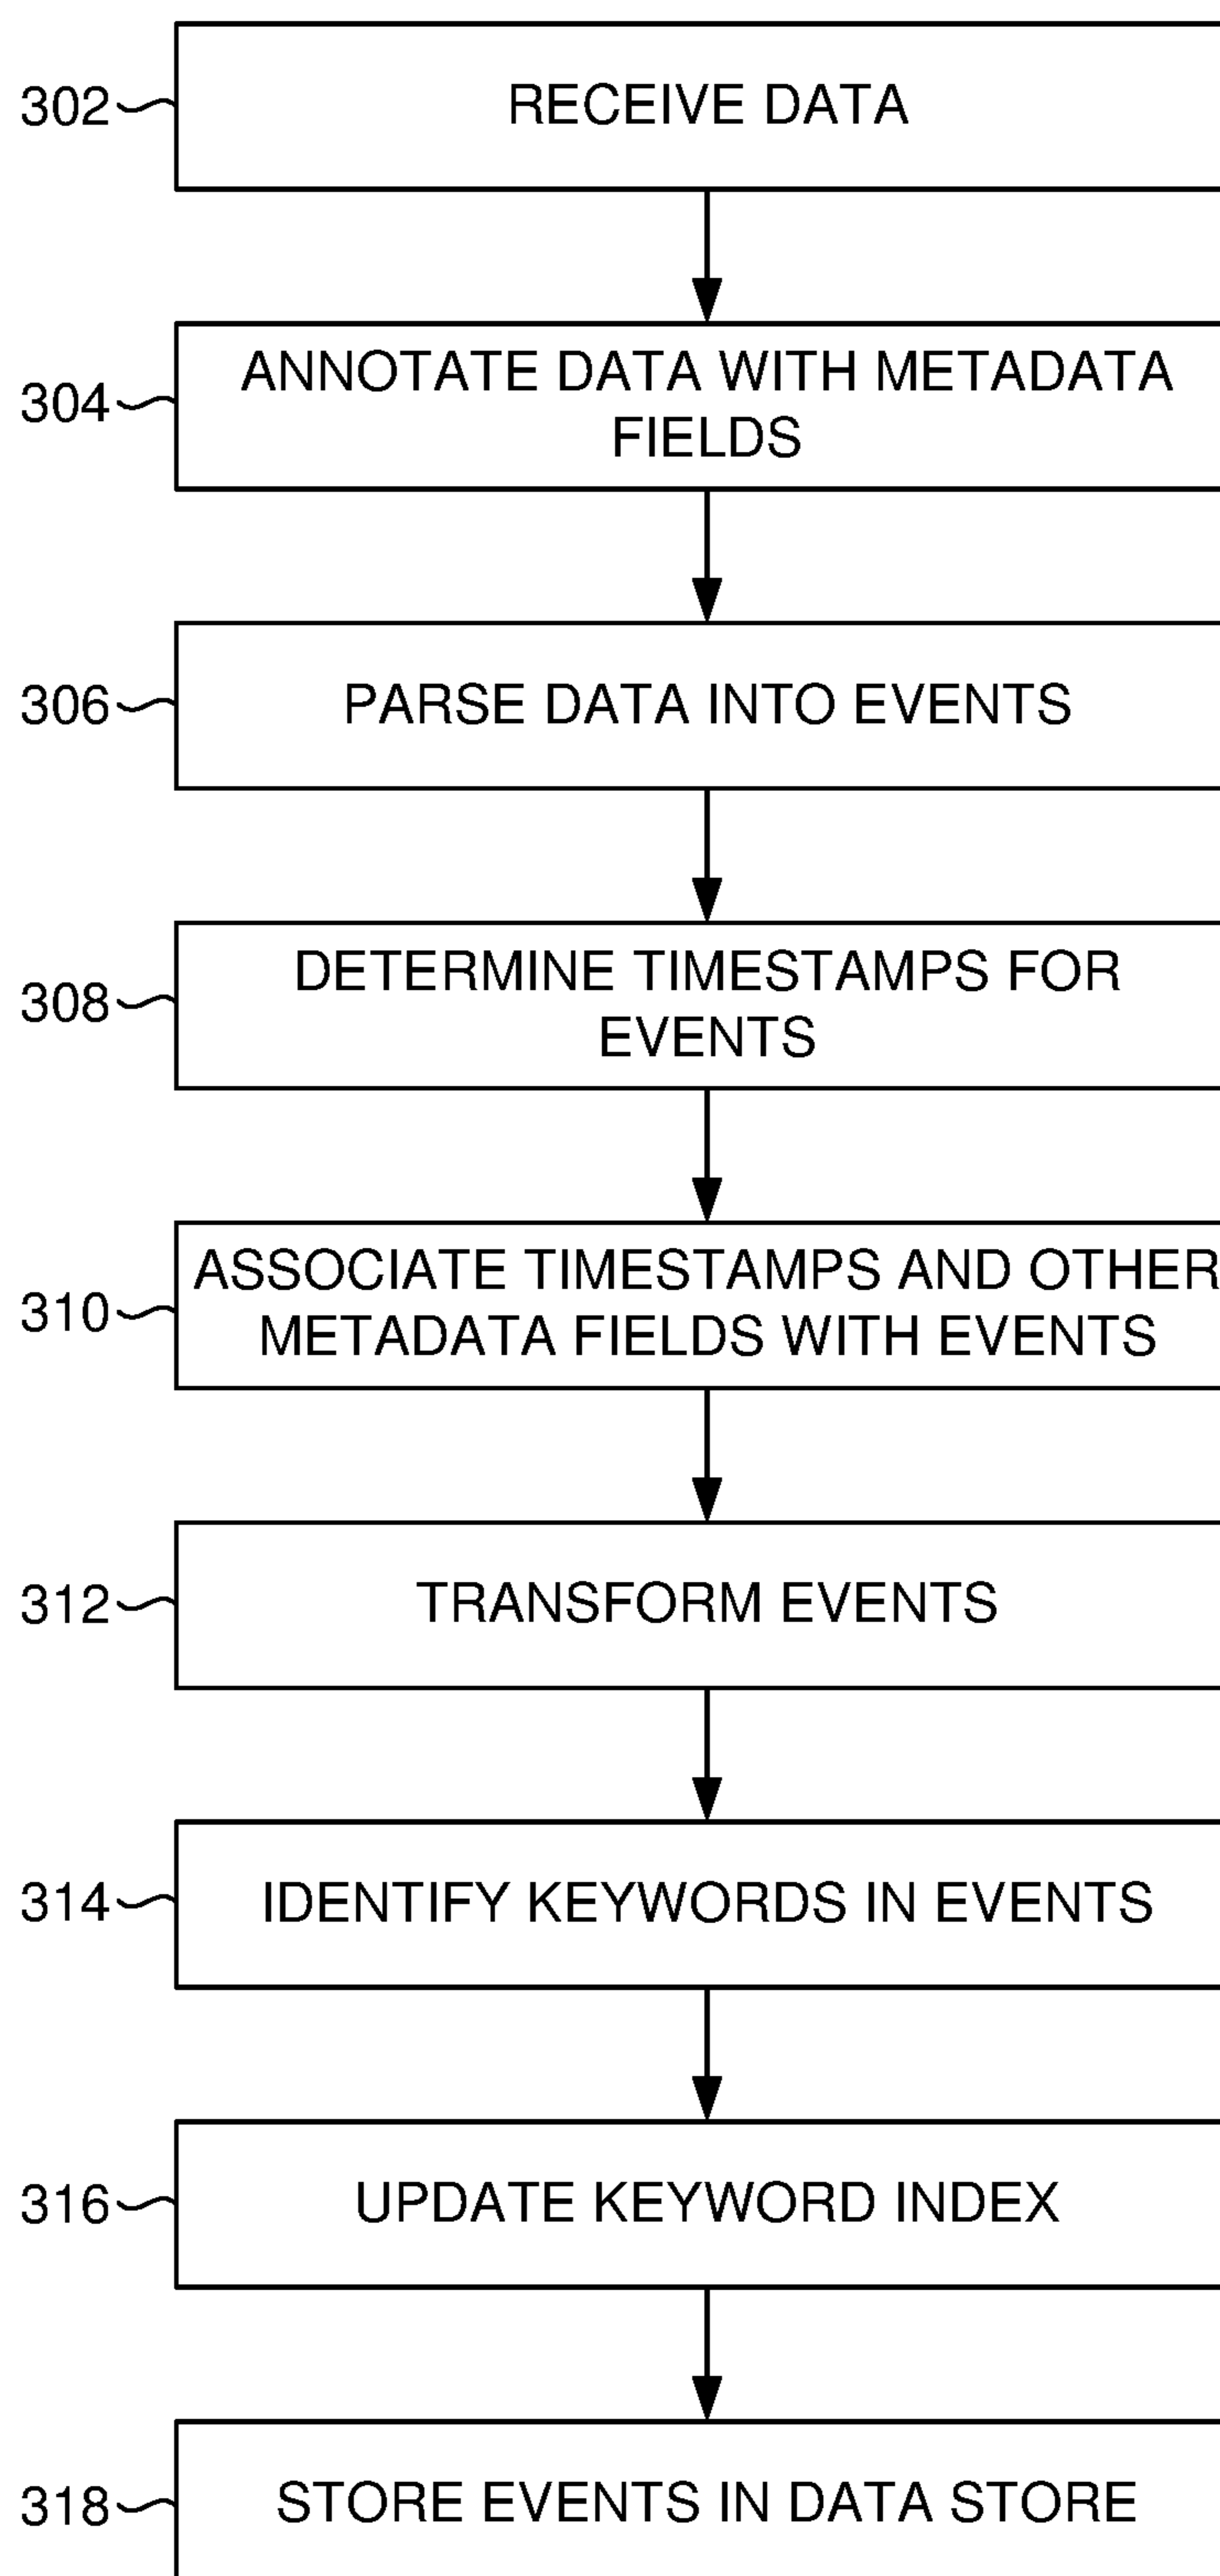 302
RECEIVE DATA
304
ANNOTATE DATA WITH METADATA
FIELDS
306
PARSE DATA INTO EVENTS
308
DETERMINE TIMESTAMPS FOR
EVENTS
310
ASSOCIATE TIMESTAMPS AND OTHER
METADATA FIELDS WITH EVENTS
312
TRANSFORM EVENTS
314
IDENTIFY KEYWORDS IN EVENTS
316
UPDATE KEYWORD INDEX
318
STORE EVENTS IN DATA STORE